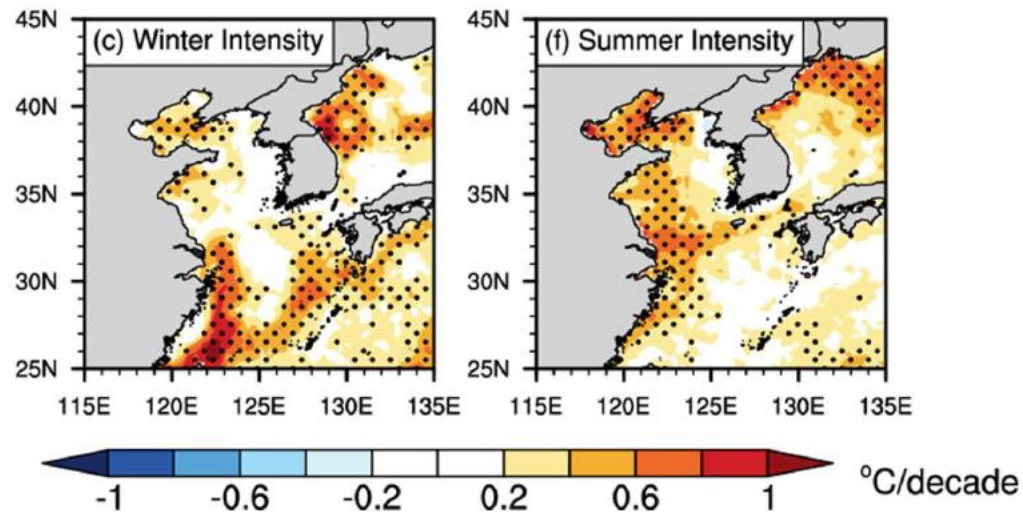 45N (c) Winter Intensity
40N
35N
30N
25N
115E 120E 125E 130E 135E
45N (f) Summer Intensity
40N
35N
30N
25N
115E 120E 125E 130E 135E
-1 -0.6 -0.2 0.2 0.6 1 °C/decade